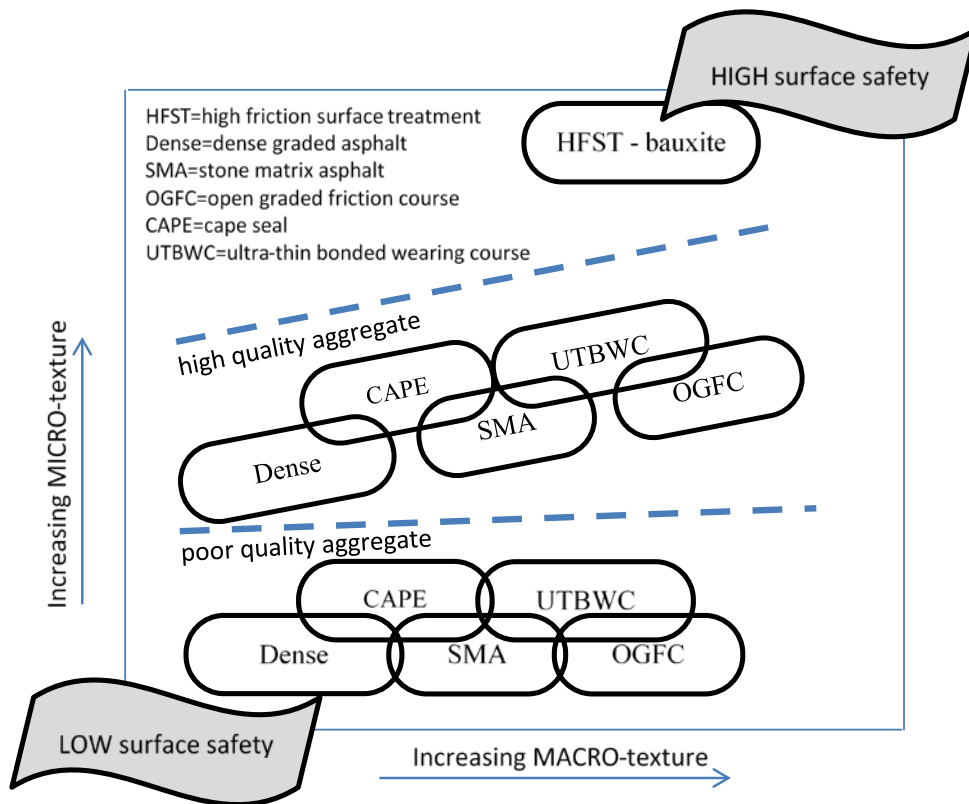 HIGH surface safety
HFST=high friction surface treatment
Dense=dense graded asphalt
SMA=stone matrix asphalt
OGFC=open graded friction course
CAPE=cape seal
UTBWC=ultra-thin bonded wearing course
HFST - bauxite
high quality aggregate
UTBWC
CAPE
OGFC
SMA
Dense
poor quality aggregate
CAPE
UTBWC
Dense
SMA
OGFC
Increasing MICRO-texture
LOW surface safety
Increasing MACRO-texture